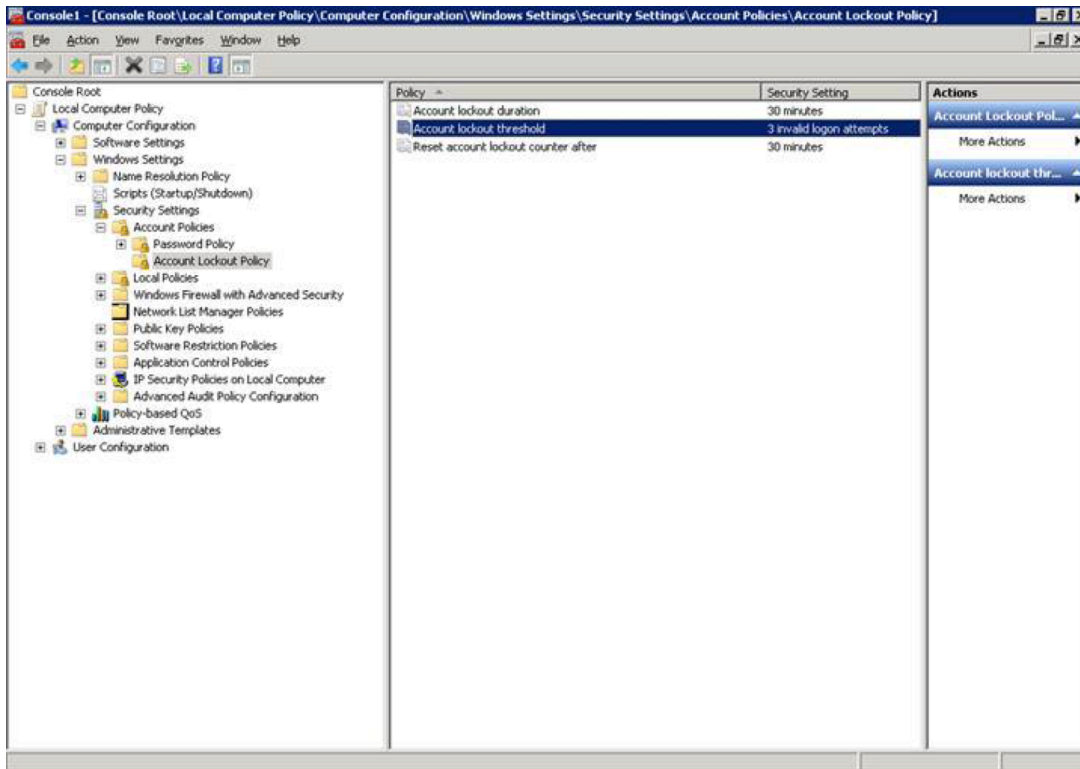 Console1 - [Console Root\Local Computer Policy\Computer Configuration\Windows Settings\Security Settings\Account Policies\Account Lockout Policy]
File Action View Favorites Window Help
Console Root
Local Computer Policy
Computer Configuration
Software Settings
Windows Settings
Name Resolution Policy
Scripts (Startup/Shutdown)
Security Settings
Account Policies
Password Policy
Account Lockout Policy
Local Policies
Windows Firewall with Advanced Security
Network List Manager Policies
Public Key Policies
Software Restriction Policies
Application Control Policies
IP Security Policies on Local Computer
Advanced Audit Policy Configuration
Policy-based QoS
Administrative Templates
User Configuration
Policy Security Setting
Account lockout duration 30 minutes
Account lockout threshold 3 invalid logon attempts
Reset account lockout counter after 30 minutes
Actions
Account Lockout Pol...
More Actions
Account lockout thr...
More Actions